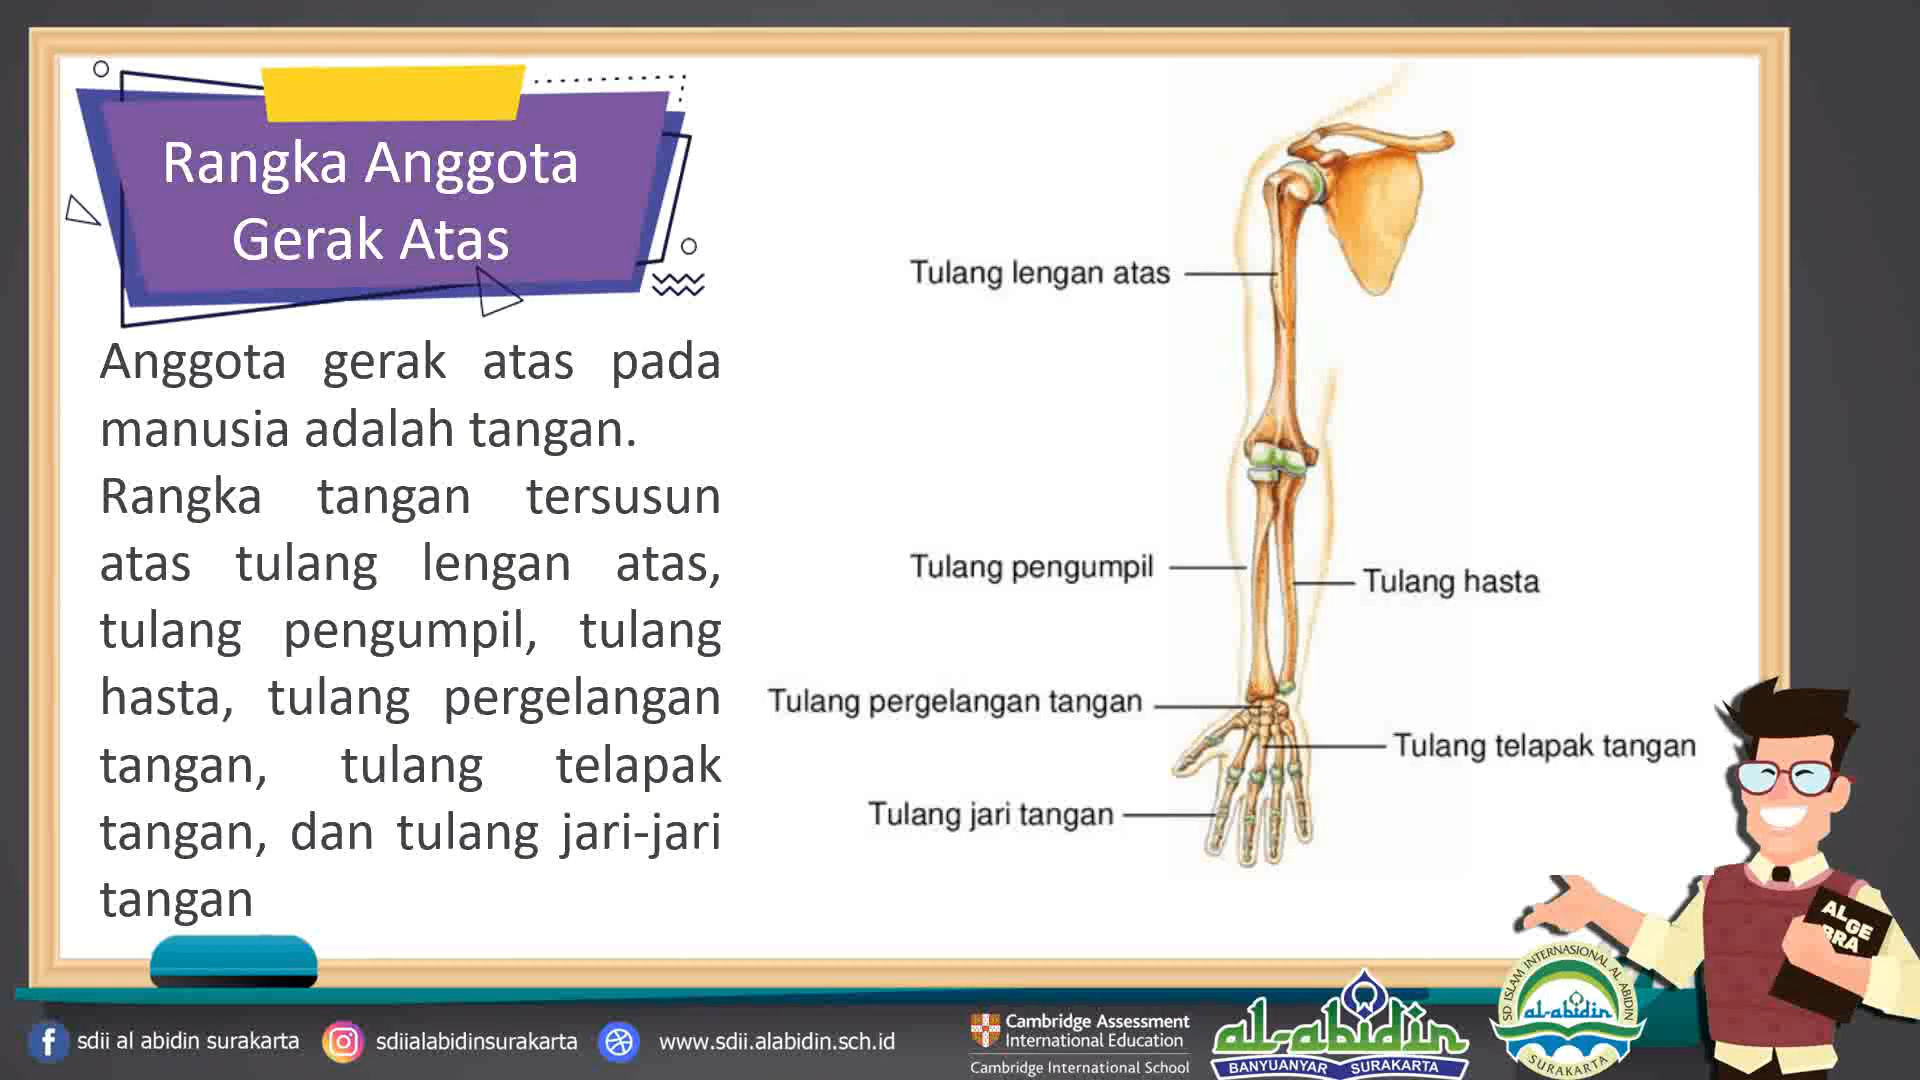 Rangka Anggota
Gerak Atas
Anggota gerak atas pada
manusia adalah tangan.
Rangka tangan tersusun
atas tulang lengan atas,
tulang pengumpil, tulang
hasta, tulang pergelangan
tangan, tulang telapak
tangan, dan tulang jari-jari
tangan
Tulang lengan atas
Tulang pengumpil
Tulang hasta
Tulang pergelangan tangan
Tulang telapak tangan
Tulang jari tangan
ALGE
BRA
sdii al abidin surakarta
sdiialabidinsurakarta
www.sdii.alabidin.sch.id
Cambridge Assessment
International Education
Cambridge International School
al-abidin
BANYUANYAR SURAKARTA
SD ISLAM INTERNASIONAL AL ABIDIN
al-abidin
SURAKARTA